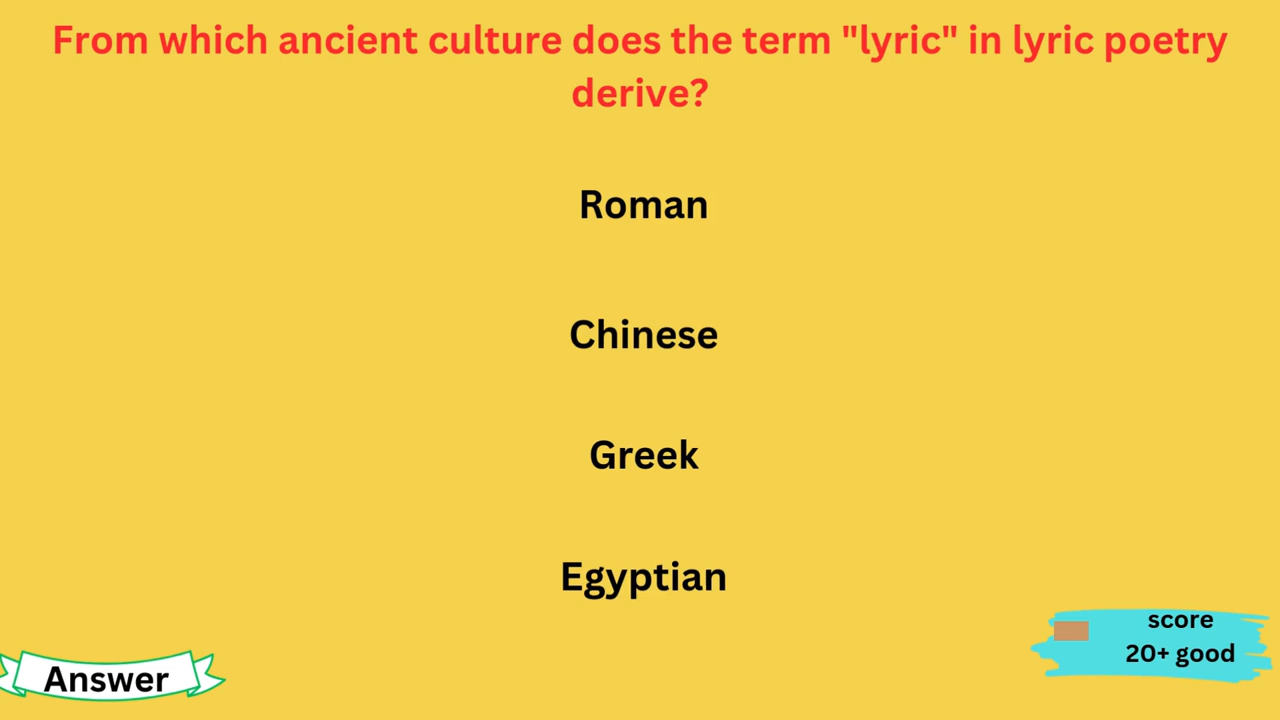 From which ancient culture does the term "lyric" in lyric poetry
derive?
Roman
Chinese
Greek
Egyptian
score
20+ good
Answer